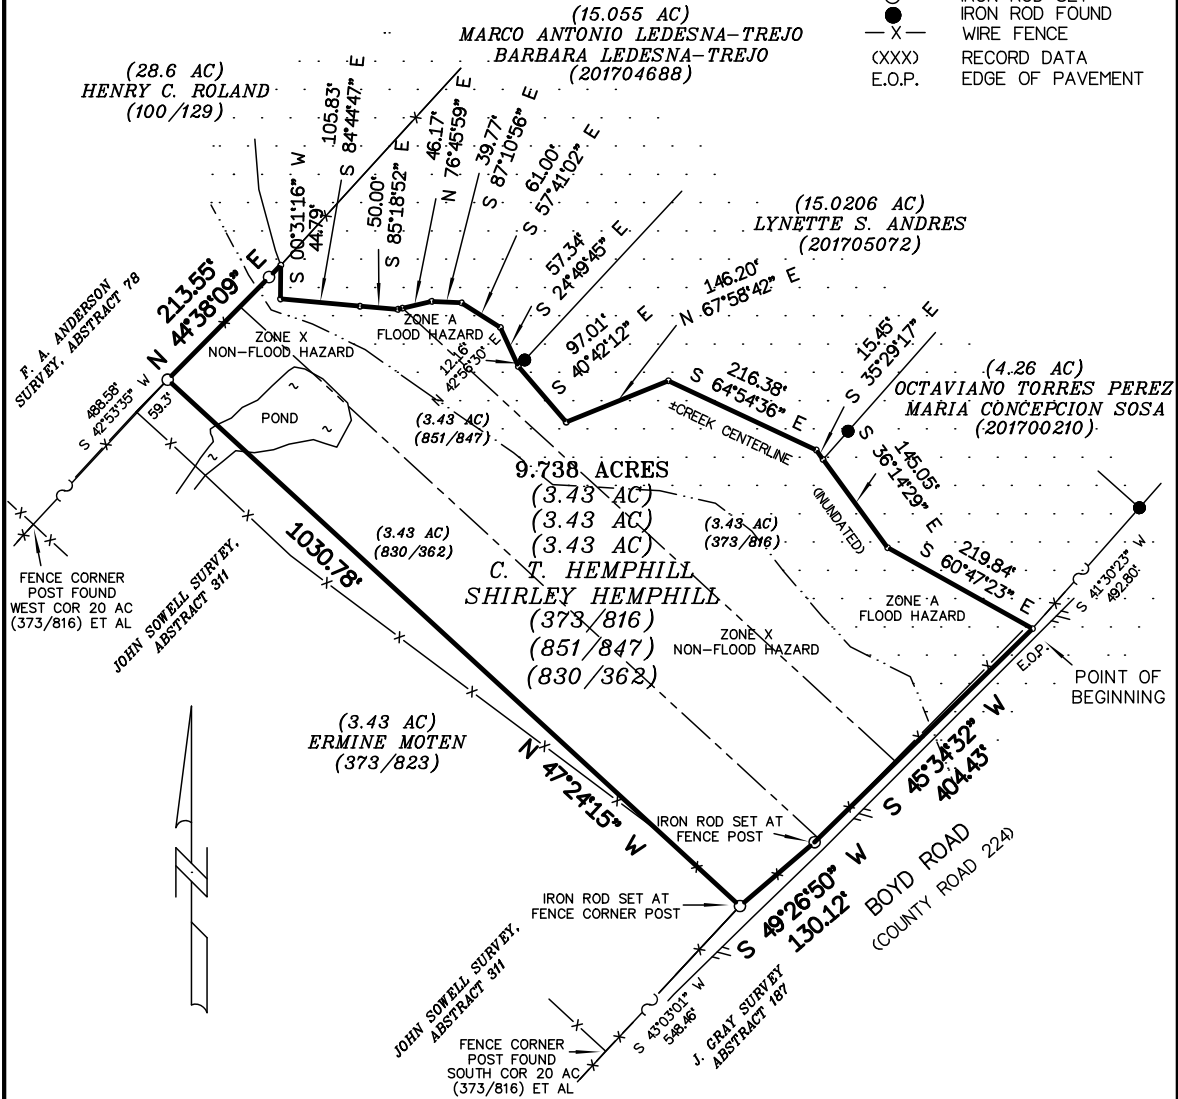 IRON ROD SET
IRON ROD FOUND
—X— WIRE FENCE
(XXX) RECORD DATA
E.O.P. EDGE OF PAVEMENT
(15.055 AC)
MARCO ANTONIO LEDESNA-TREJO
BARBARA LEDESNA-TREJO
(201704688)
(28.6 AC)
HENRY C. ROLAND
(100/129)
S 00°31'16" W
44.79'
105.83'
S 84°44'47" E
50.00'
S 85°18'52" E
46.17'
N 76°45'59" E
39.77'
S 87°10'56" E
61.00'
S 57°41'02" E
57.34'
S 24°49'45" E
12.16'
N 42°56'30" E
97.01'
S 40°42'12" E
146.20'
N 67°58'42" E
(15.0206 AC)
LYNETTE S. ANDRES
(201705072)
216.38'
S 64°54'36" E
15.45'
S 35°29'17" E
(4.26 AC)
OCTAVIANO TORRES PEREZ
MARIA CONCEPCION SOSA
(201700210)
145.05'
S 36°14'29" E
219.84'
S 60°47'23" E
S 41°30'23" W
492.80'
213.55'
N 44°38'09" E
F. A. ANDERSON
SURVEY, ABSTRACT 78
488.58'
S 42°53'35" W
59.3'
ZONE X
NON-FLOOD HAZARD
ZONE A
FLOOD HAZARD
POND
(3.43 AC)
(851/847)
±CREEK CENTERLINE
(INUNDATED)
9.738 ACRES
(3.43 AC)
(3.43 AC)
(3.43 AC)
C. T. HEMPHILL
SHIRLEY HEMPHILL
(373/816)
(851/847)
(830/362)
(3.43 AC)
(373/816)
(3.43 AC)
(830/362)
1030.78'
N 47°24'15" W
FENCE CORNER
POST FOUND
WEST COR 20 AC
(373/816) ET AL
JOHN SOWELL SURVEY,
ABSTRACT 311
ZONE A
FLOOD HAZARD
ZONE X
NON-FLOOD HAZARD
E.O.P.
POINT OF
BEGINNING
(3.43 AC)
ERMINE MOTEN
(373/823)
S 45°34'32" W
404.43'
IRON ROD SET AT
FENCE POST
IRON ROD SET AT
FENCE CORNER POST
S 49°26'50" W
130.12'
BOYD ROAD
(COUNTY ROAD 224)
JOHN SOWELL SURVEY,
ABSTRACT 311
S 43°03'01" W
548.46'
J. GRAY SURVEY
ABSTRACT 187
FENCE CORNER
POST FOUND
SOUTH COR 20 AC
(373/816) ET AL